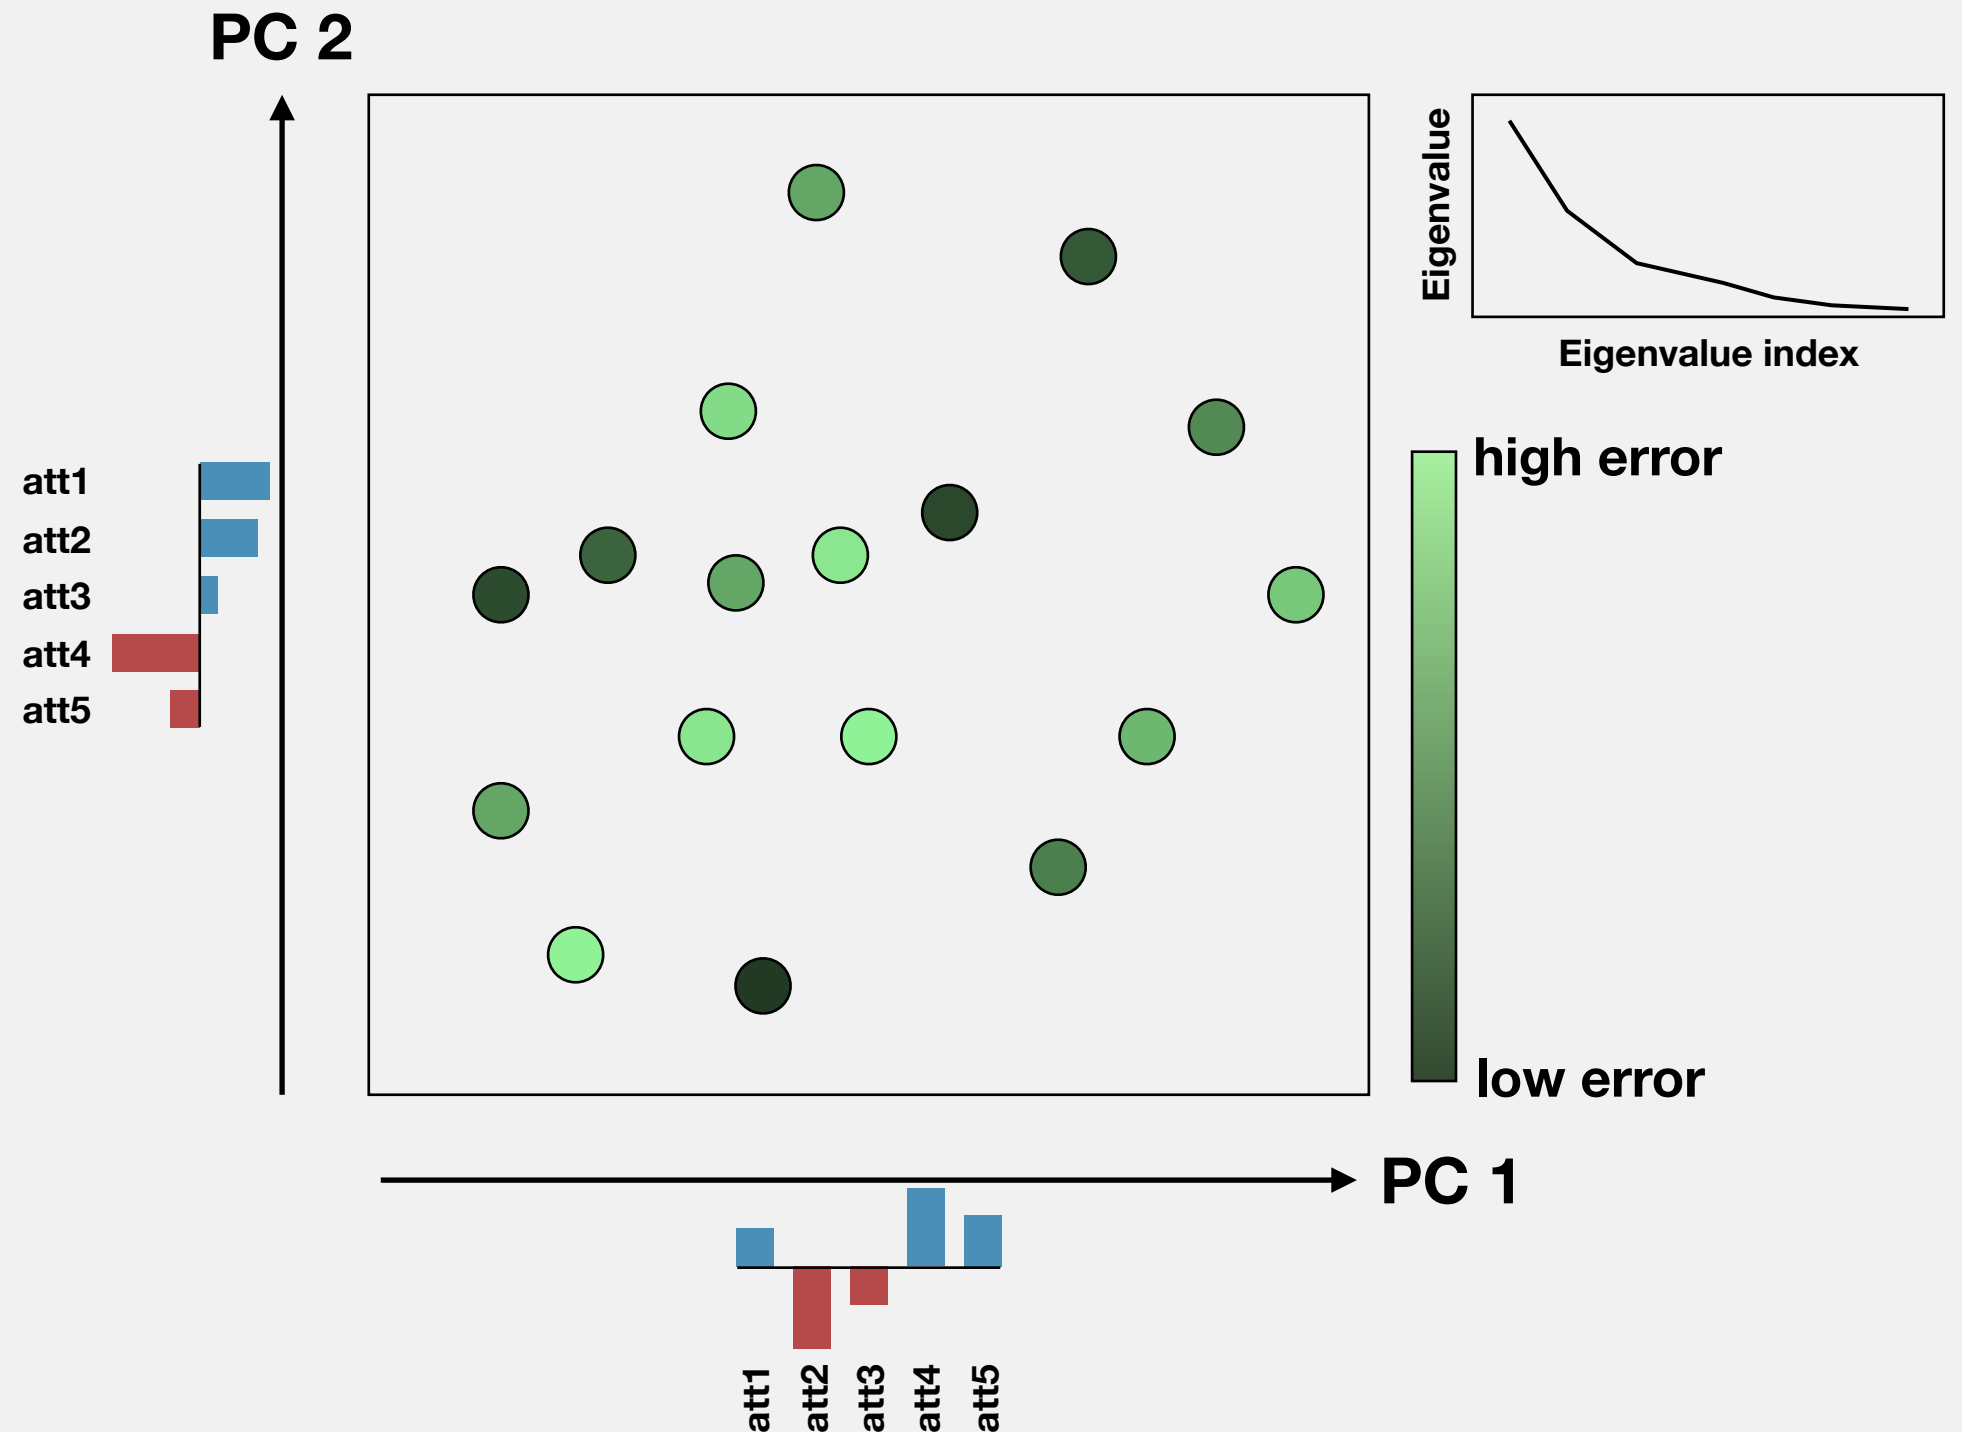 PC 2
Eigenvalue
Eigenvalue index
high error
att1
att2
att3
att4
att5
low error
PC 1
att1
att2
att3
att4
att5